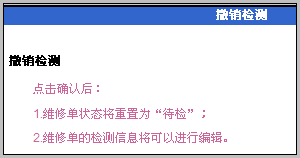 撤销检测
撤销检测
点击确认后：
1.维修单状态将重置为“待检”；
2.维修单的检测信息将可以进行编辑。